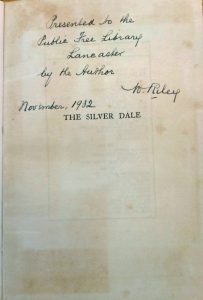 Presented to the
Public Free Library
Lancaster
by the Author
W. Riley
November, 1932
THE SILVER DALE